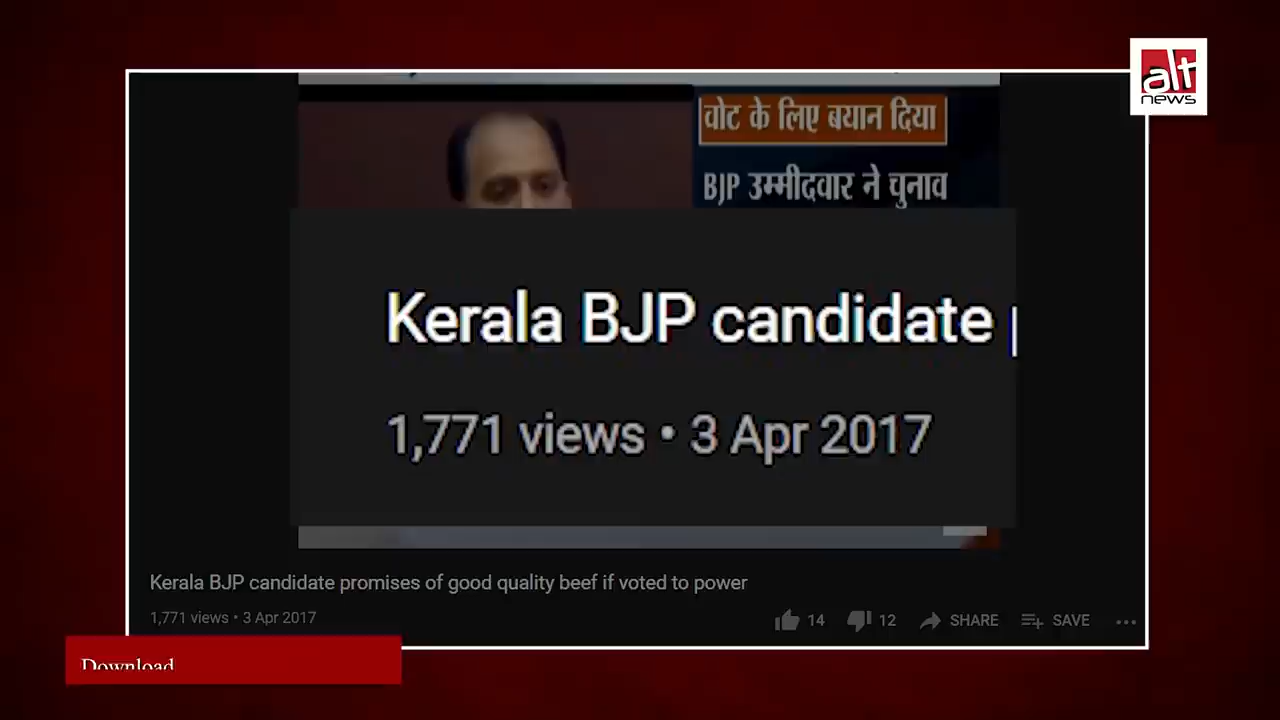 alt
news
वोट के लिए बयान दिया
BJP उम्मीदवार ने चुनाव
Kerala BJP candidate
1,771 views • 3 Apr 2017
Kerala BJP candidate promises of good quality beef if voted to power
1,771 views • 3 Apr 2017
14 12 SHARE SAVE
Download